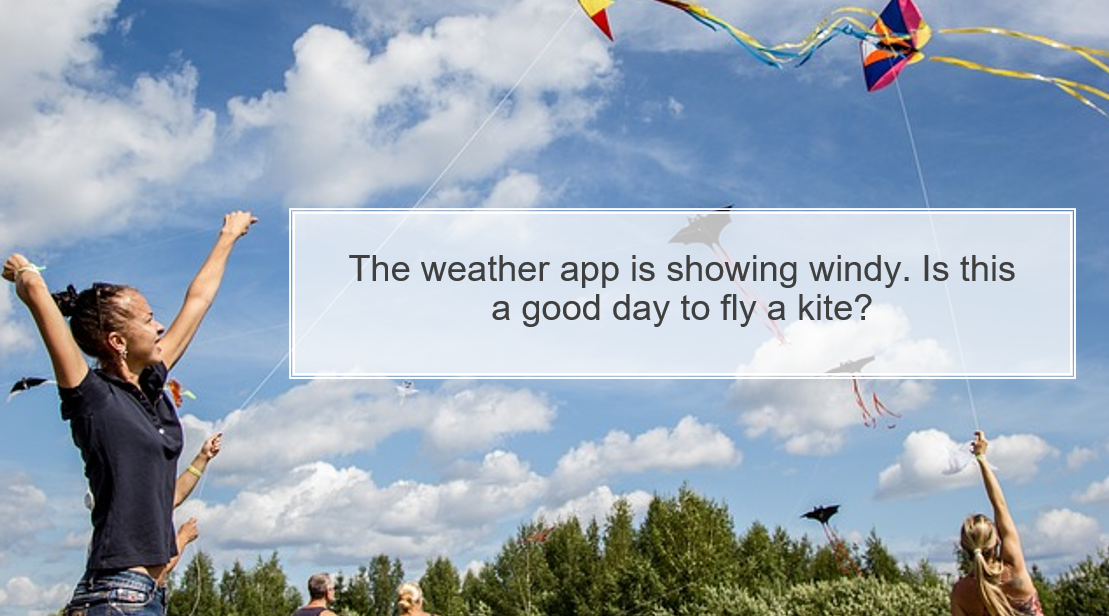 The weather app is showing windy. Is this
a good day to fly a kite?